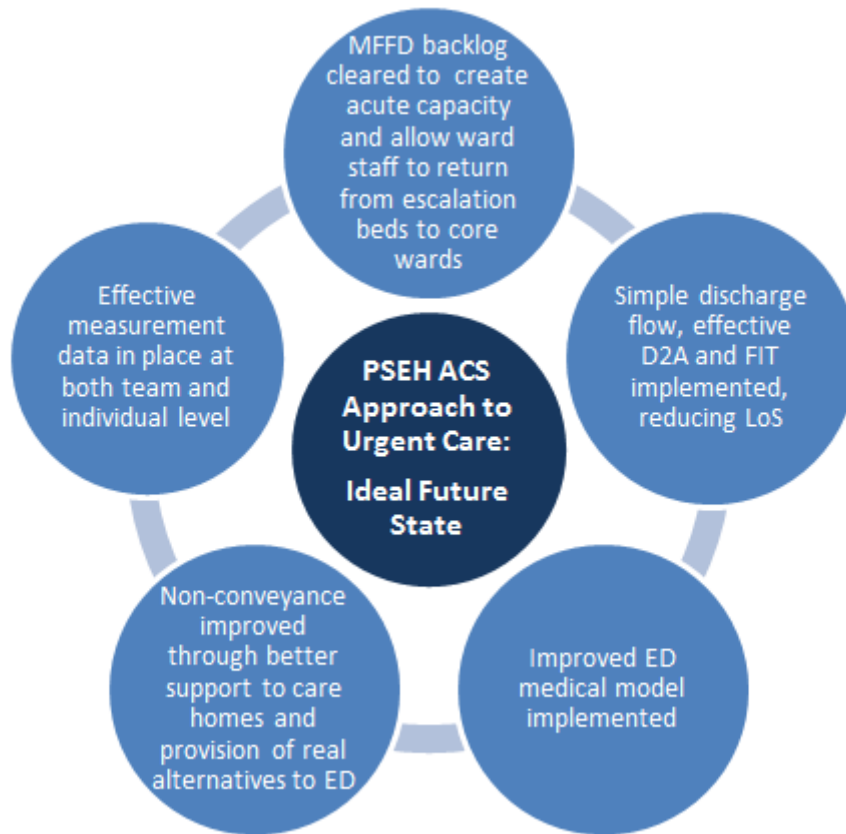 MFFD backlog
cleared to create
acute capacity
and allow ward
staff to return
from escalation
beds to core
wards
Simple discharge
flow, effective
D2A and FIT
implemented,
reducing LoS
Improved ED
medical model
implemented
Non-conveyance
improved
through better
support to care
homes and
provision of real
alternatives to ED
Effective
measurement
data in place at
both team and
individual level
PSEH ACS
Approach to
Urgent Care:
Ideal Future
State